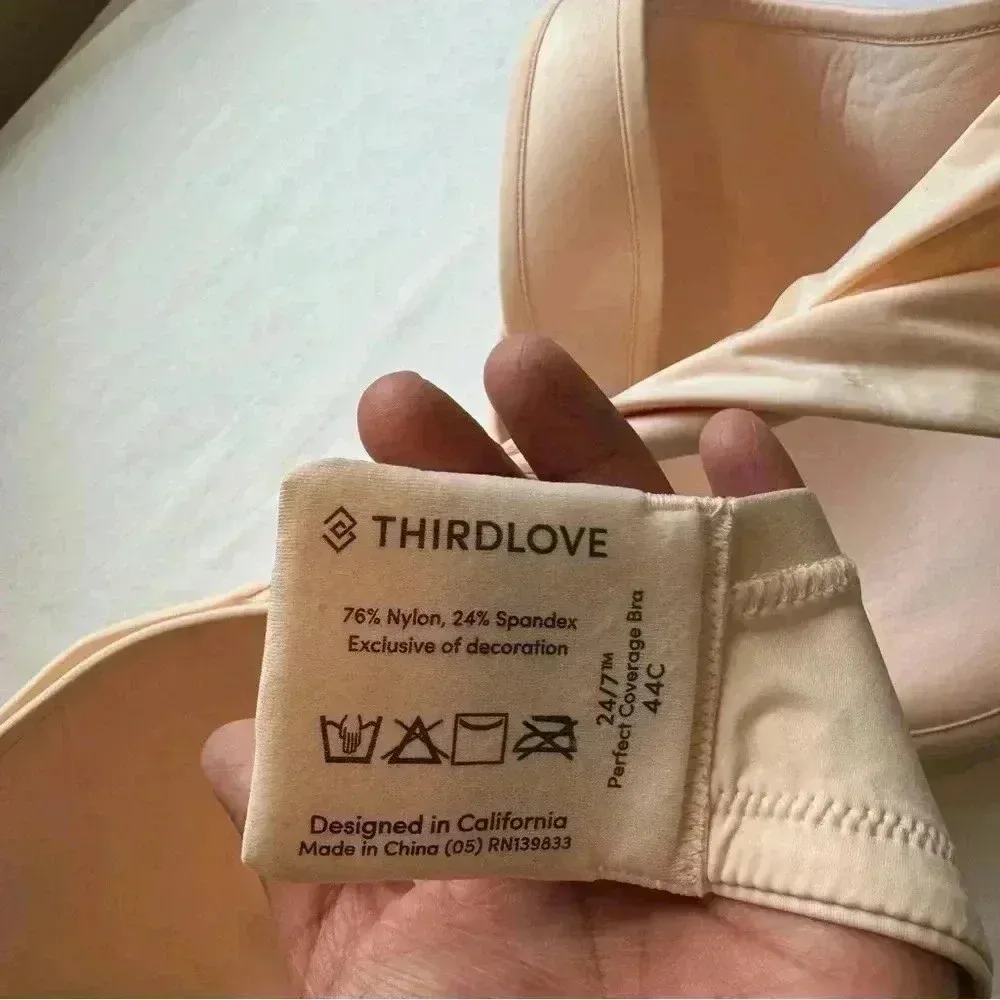 THIRDLOVE
76% Nylon, 24% Spandex
Exclusive of decoration
24/7™
Perfect Coverage Bra
44C
Designed in California
Made in China (05) RN139833